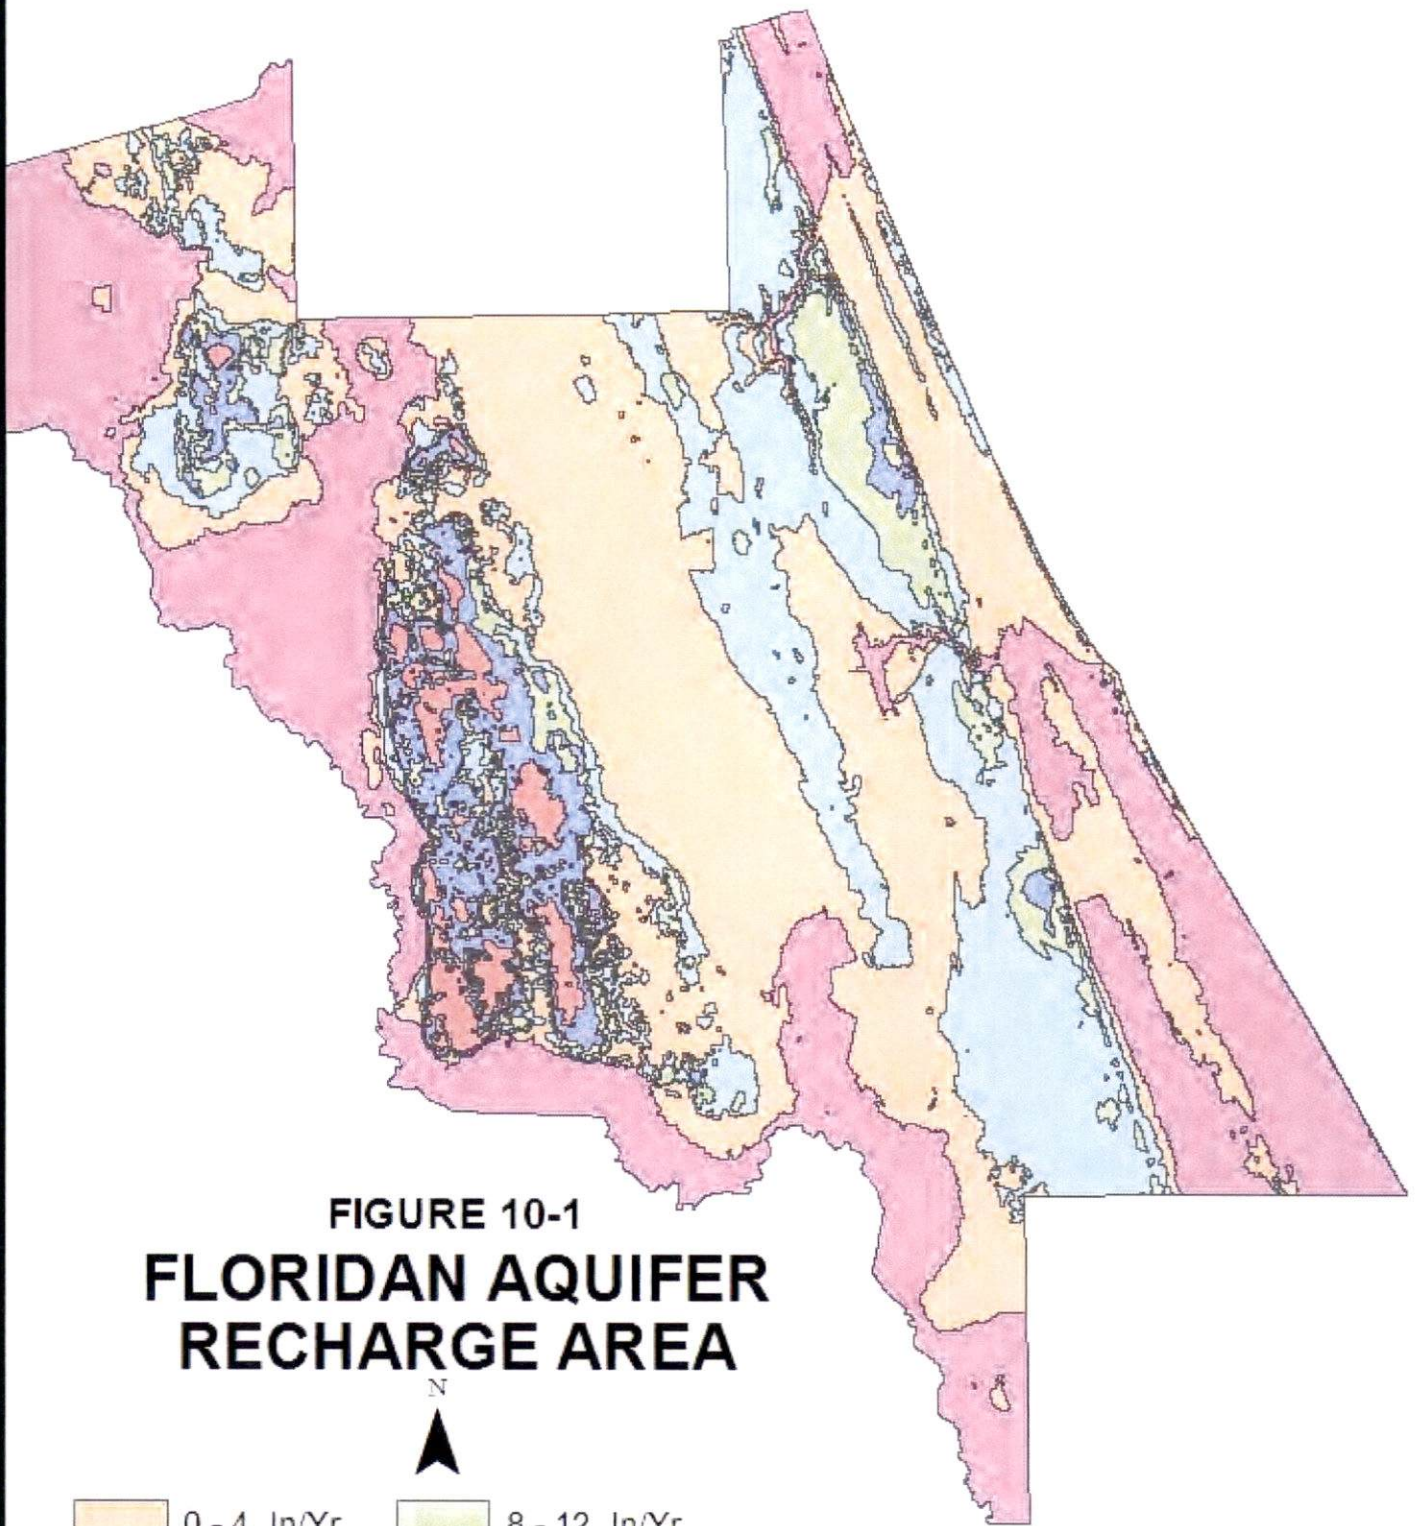 FIGURE 10-1
FLORIDAN AQUIFER
RECHARGE AREA
N
0 - 4 In/Yr
8 - 12 In/Yr